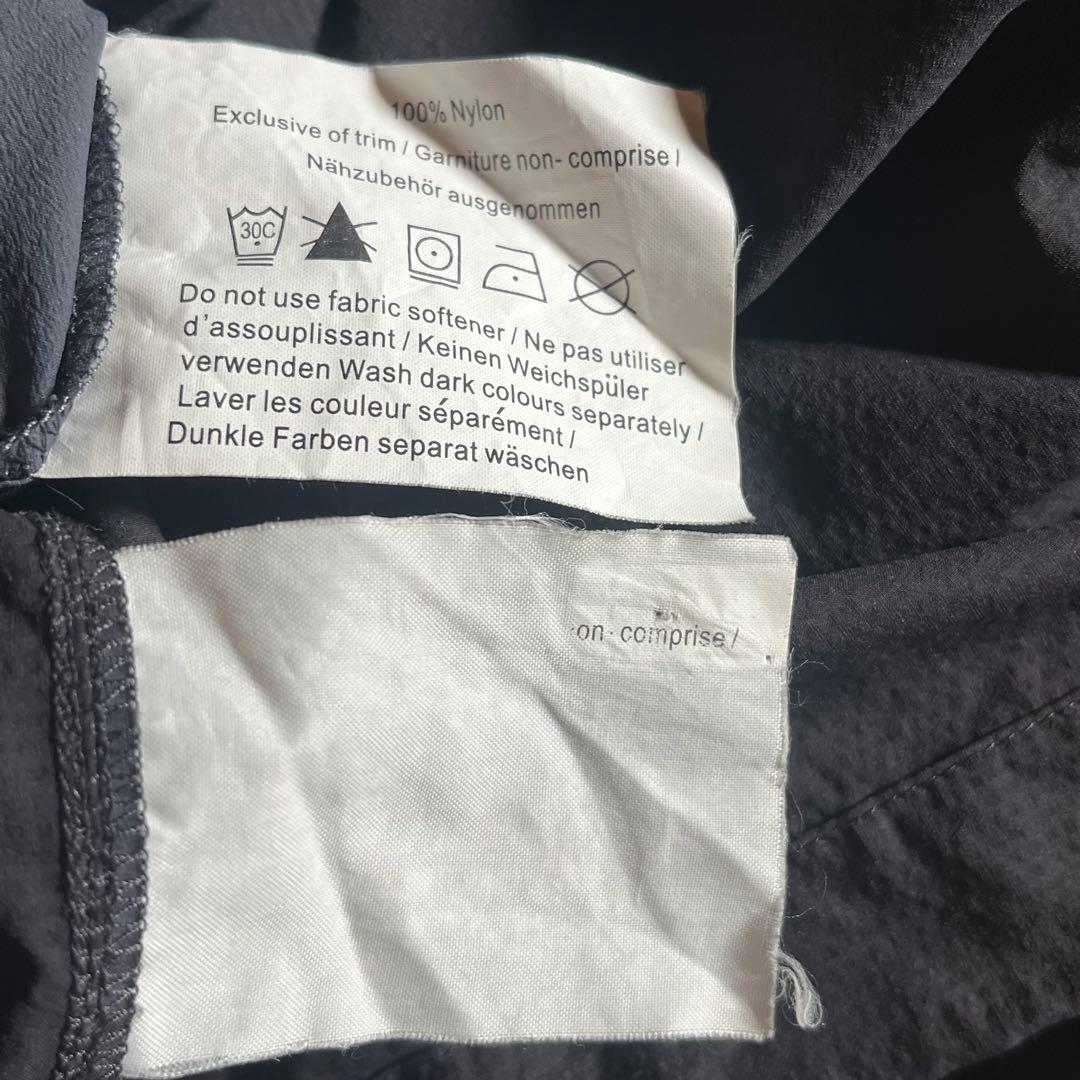 100% Nylon
Exclusive of trim / Garniture non- comprise /
Nähzubehör ausgenommen
30C
Do not use fabric softener / Ne pas utiliser
d'assouplissant / Keinen Weichspüler
verwenden Wash dark colours separately /
Laver les couleur séparément /
Dunkle Farben separat wäschen
on- comprise /